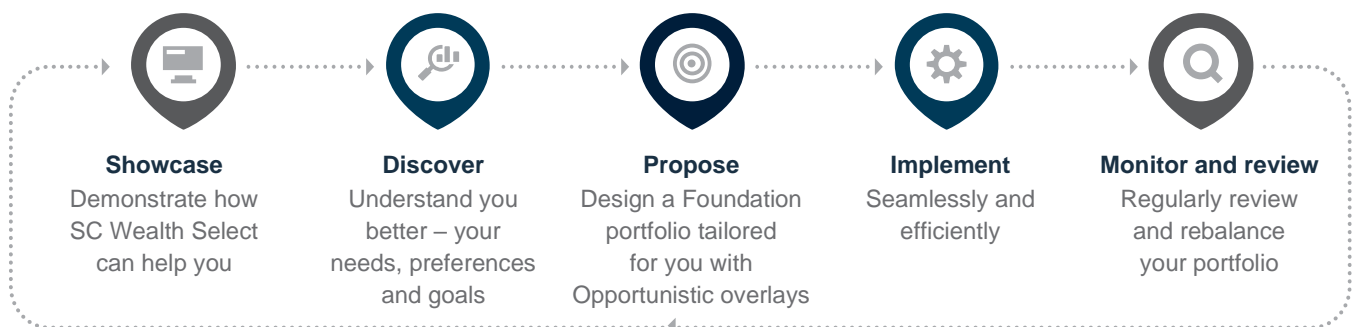 Showcase
Demonstrate how
SC Wealth Select
can help you
Discover
Understand you
better – your
needs, preferences
and goals
Propose
Design a Foundation
portfolio tailored
for you with
Opportunistic overlays
Implement
Seamlessly and
efficiently
Monitor and review
Regularly review
and rebalance
your portfolio